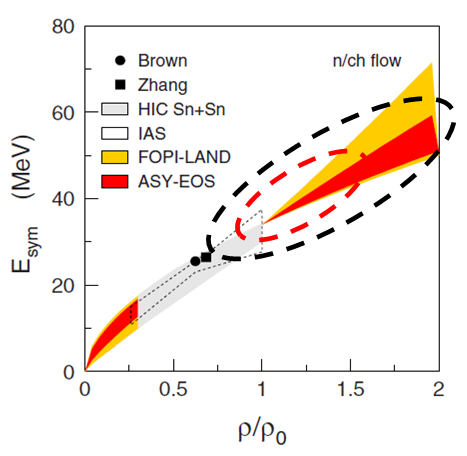 80
60
40
20
0
E_sym (MeV)
Brown
Zhang
HIC Sn+Sn
IAS
FOPI-LAND
ASY-EOS
n/ch flow
0 0.5 1 1.5 2
ρ/ρ₀